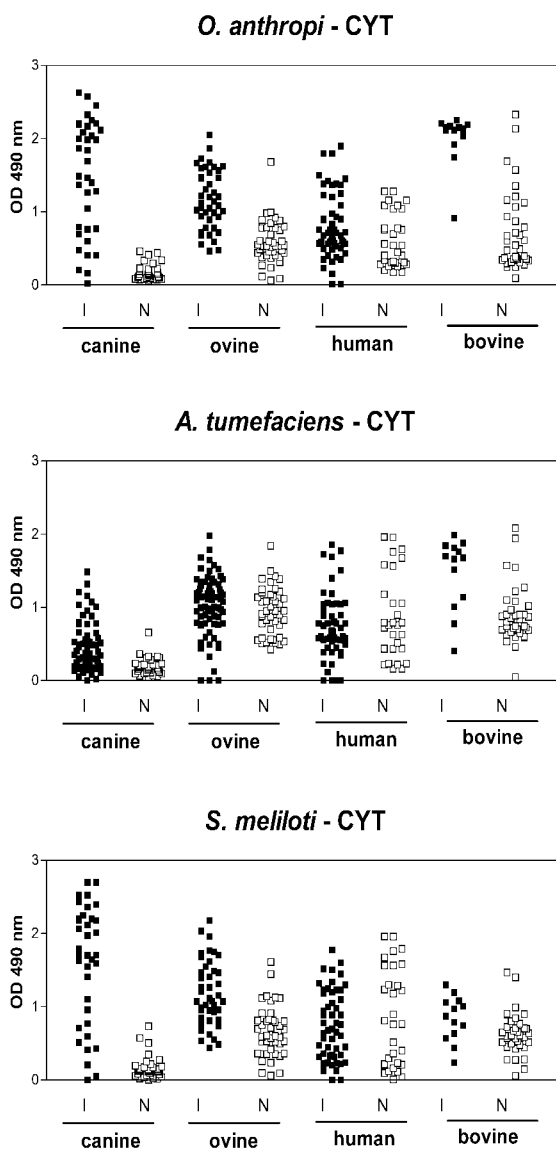 O. anthropi - CYT
3
2
1
0
OD 490 nm
I N I N I N I N
canine ovine human bovine
A. tumefaciens - CYT
3
2
1
0
OD 490 nm
I N I N I N I N
canine ovine human bovine
S. meliloti - CYT
3
2
1
0
OD 490 nm
I N I N I N I N
canine ovine human bovine